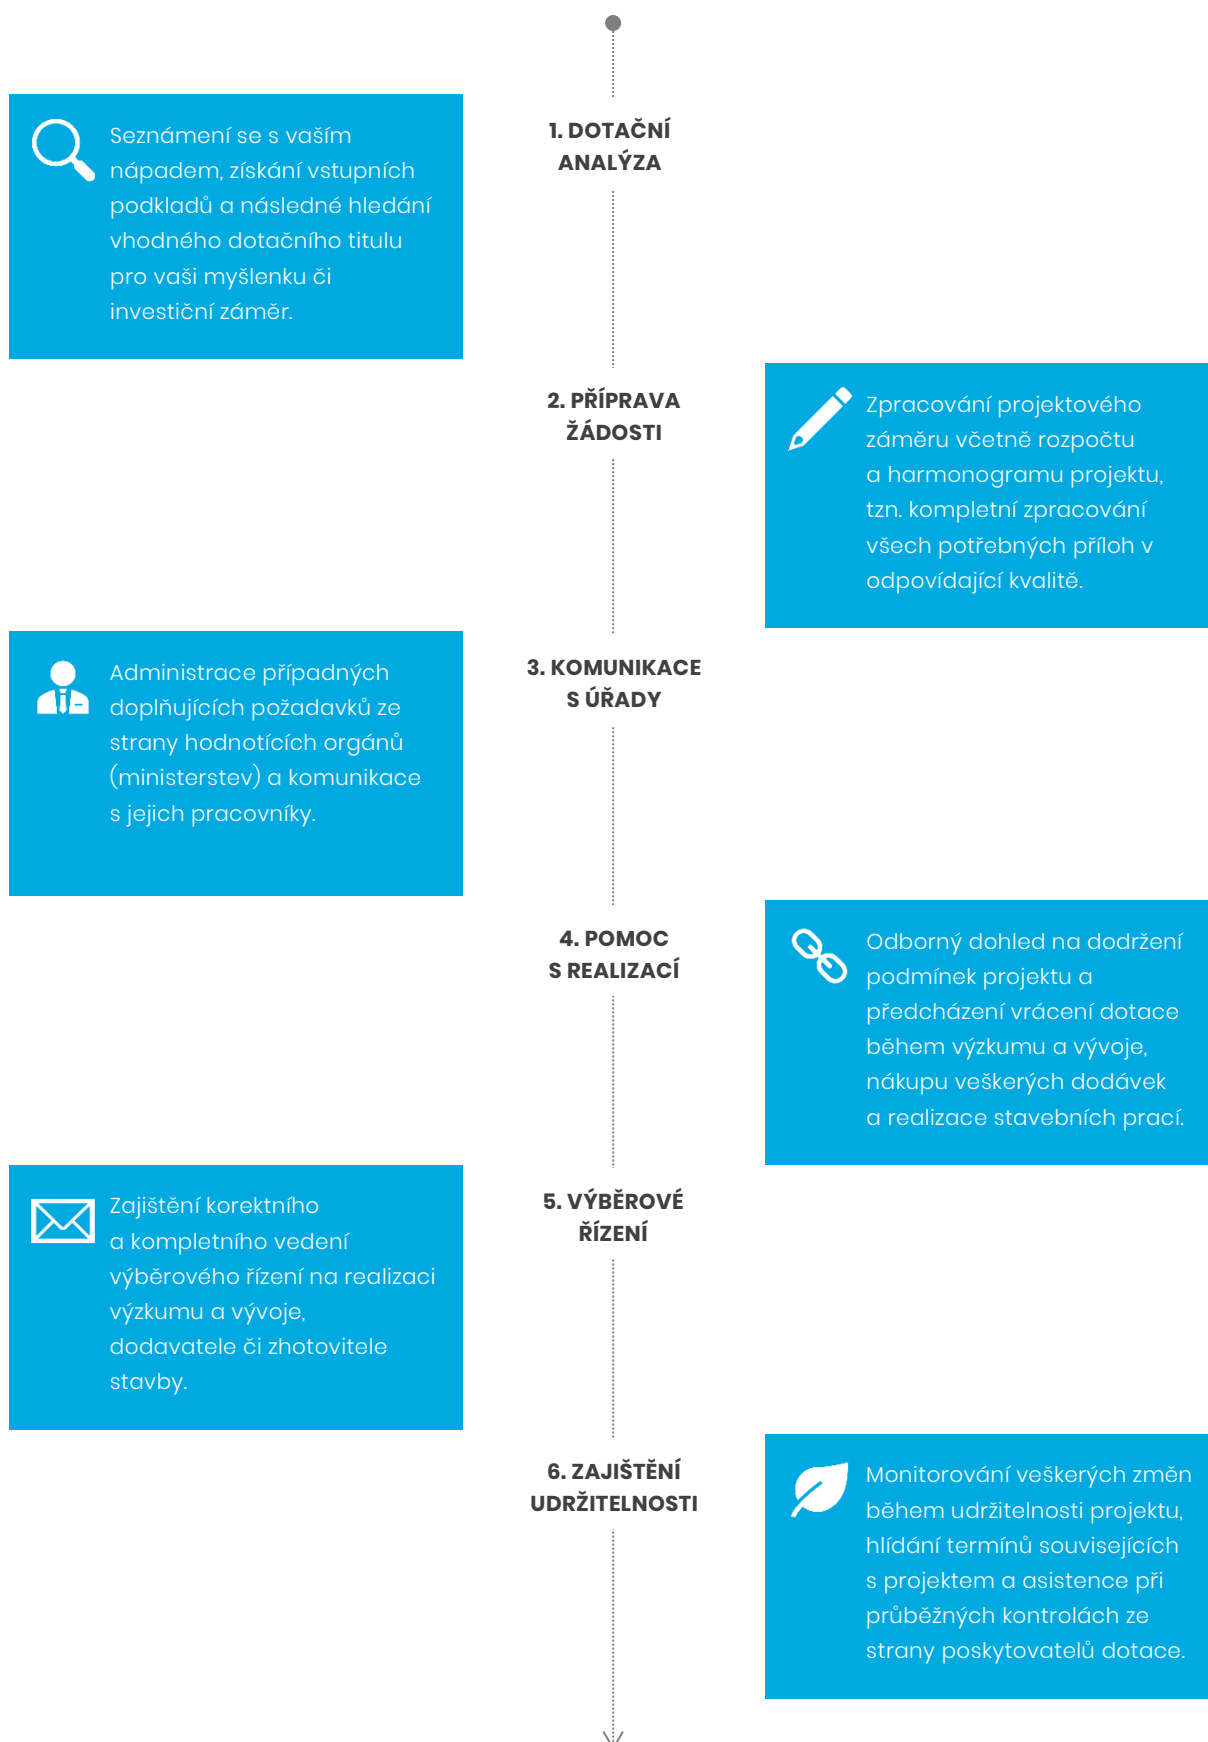 1. DOTAČNÍ
ANALÝZA
Seznámení se s vaším
nápadem, získání vstupních
podkladů a následné hledání
vhodného dotačního titulu
pro vaši myšlenku či
investiční záměr.
2. PŘÍPRAVA
ŽÁDOSTI
Zpracování projektového
záměru včetně rozpočtu
a harmonogramu projektu,
tzn. kompletní zpracování
všech potřebných příloh v
odpovídající kvalitě.
3. KOMUNIKACE
S ÚŘADY
Administrace případných
doplňujících požadavků ze
strany hodnotících orgánů
(ministerstev) a komunikace
s jejich pracovníky.
4. POMOC
S REALIZACÍ
Odborný dohled na dodržení
podmínek projektu a
předcházení vrácení dotace
během výzkumu a vývoje,
nákupu veškerých dodávek
a realizace stavebních prací.
5. VÝBĚROVÉ
ŘÍZENÍ
Zajištění korektního
a kompletního vedení
výběrového řízení na realizaci
výzkumu a vývoje,
dodavatele či zhotovitele
stavby.
6. ZAJIŠTĚNÍ
UDRŽITELNOSTI
Monitorování veškerých změn
během udržitelnosti projektu,
hlídání termínů souvisejících
s projektem a asistence při
průběžných kontrolách ze
strany poskytovatelů dotace.